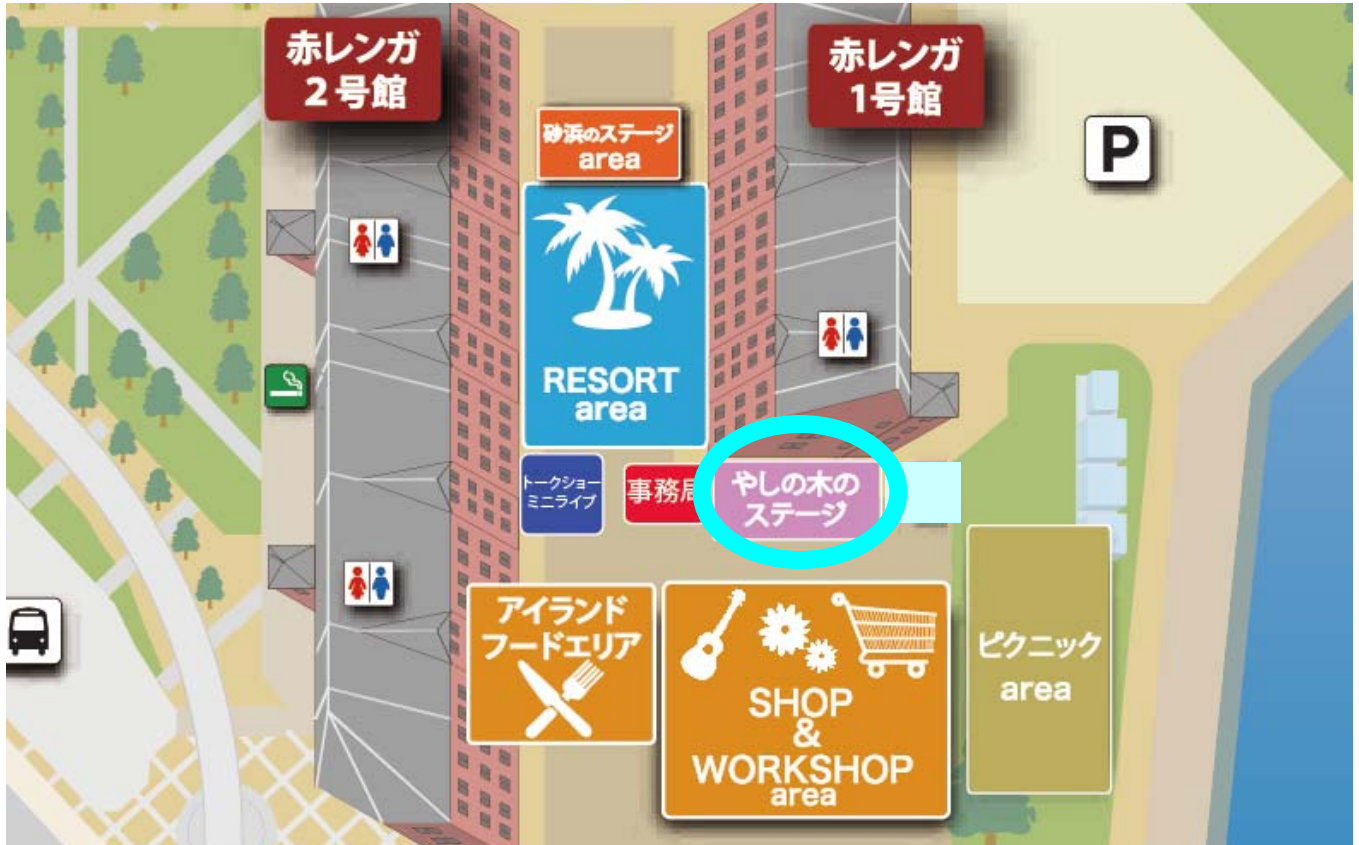 赤レンガ
2号館
赤レンガ
1号館
砂浜のステージ
area
P
RESORT
area
トークショー
ミニライブ
事務局
やしの木の
ステージ
アイランド
フードエリア
SHOP
&
WORKSHOP
area
ピクニック
area